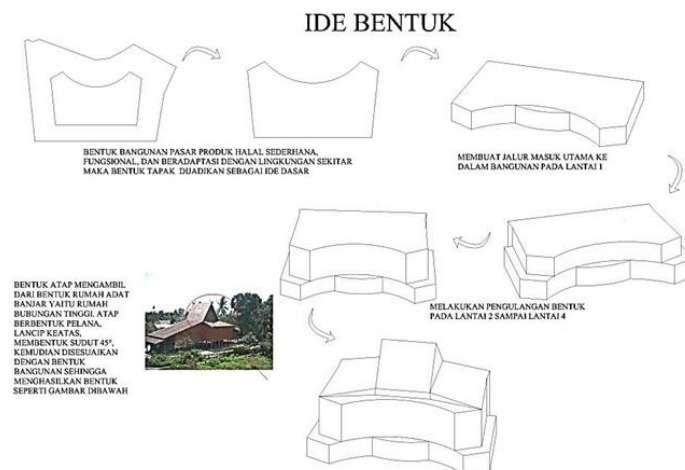 IDE BENTUK
BENTUK BANGUNAN PASAR PRODUK HALAL SEDERHANA,
FUNGSIONAL, DAN BERADAPTASI DENGAN LINGKUNGAN SEKITAR
MAKA BENTUK TAPAK DIJADIKAN SEBAGAI IDE DASAR
MEMBUAT JALUR MASUK UTAMA KE
DALAM BANGUNAN PADA LANTAI 1
MELAKUKAN PENGULANGAN BENTUK
PADA LANTAI 2 SAMPAI LANTAI 4
BENTUK ATAP MENGAMBIL
DARI BENTUK RUMAH ADAT
BANJAR YAITU RUMAH
BUBUNGAN TINGGI. ATAP
BERBENTUK PELANA,
LANCIP KEATAS,
MEMBENTUK SUDUT 45°,
KEMUDIAN DISESUAIKAN
DENGAN BENTUK
BANGUNAN SEHINGGA
MENGHASILKAN BENTUK
SEPERTI GAMBAR DIBAWAH